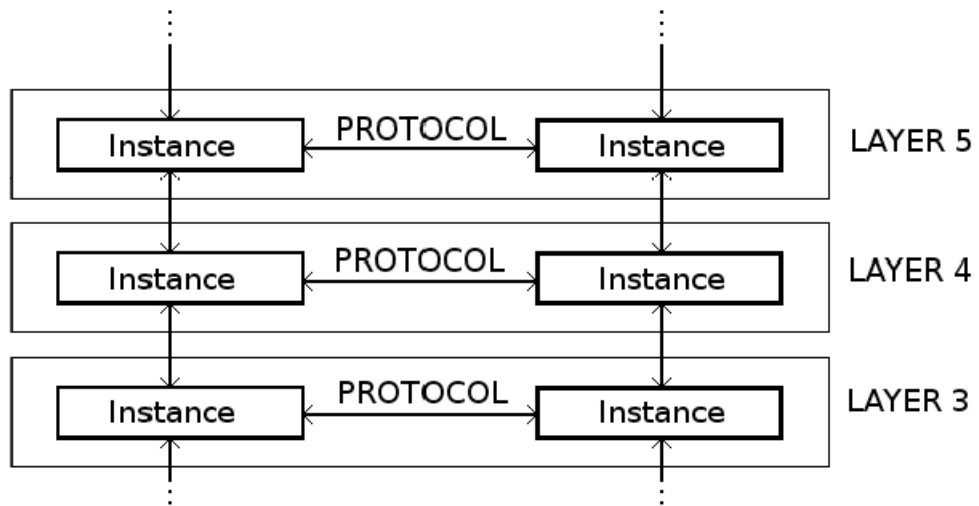 PROTOCOL
Instance Instance LAYER 5
PROTOCOL
Instance Instance LAYER 4
PROTOCOL
Instance Instance LAYER 3